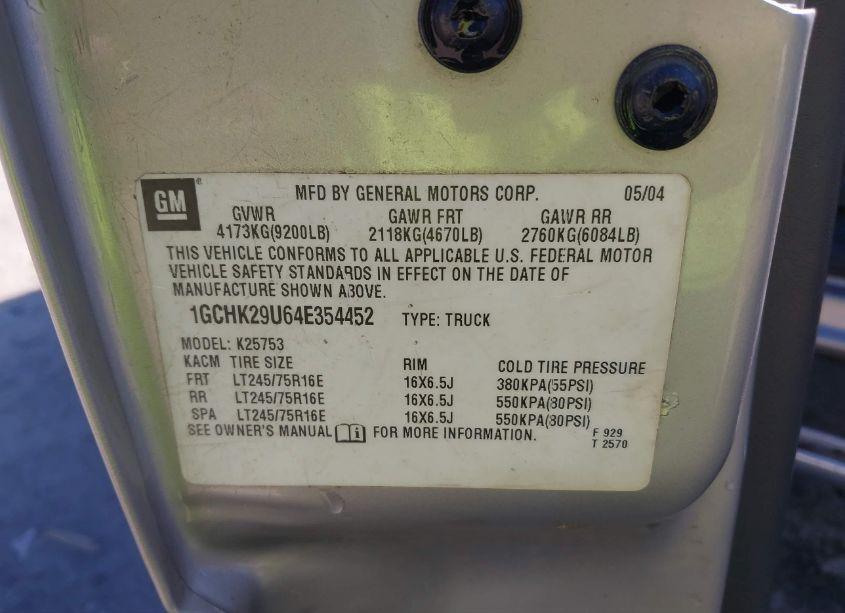 GM ® MFD BY GENERAL MOTORS CORP. 05/04
GVWR GAWR FRT GAWR RR
4173KG(9200LB) 2118KG(4670LB) 2760KG(6084LB)
THIS VEHICLE CONFORMS TO ALL APPLICABLE U.S. FEDERAL MOTOR
VEHICLE SAFETY STANDARDS IN EFFECT ON THE DATE OF
MANUFACTURE SHOWN ABOVE.
1GCHK29U64E354452 TYPE: TRUCK
MODEL: K25753
KACM TIRE SIZE RIM COLD TIRE PRESSURE
FRT LT245/75R16E 16X6.5J 380KPA(55PSI)
RR LT245/75R16E 16X6.5J 550KPA(80PSI)
SPA LT245/75R16E 16X6.5J 550KPA(80PSI)
SEE OWNER'S MANUAL i FOR MORE INFORMATION. F 929
T 2570